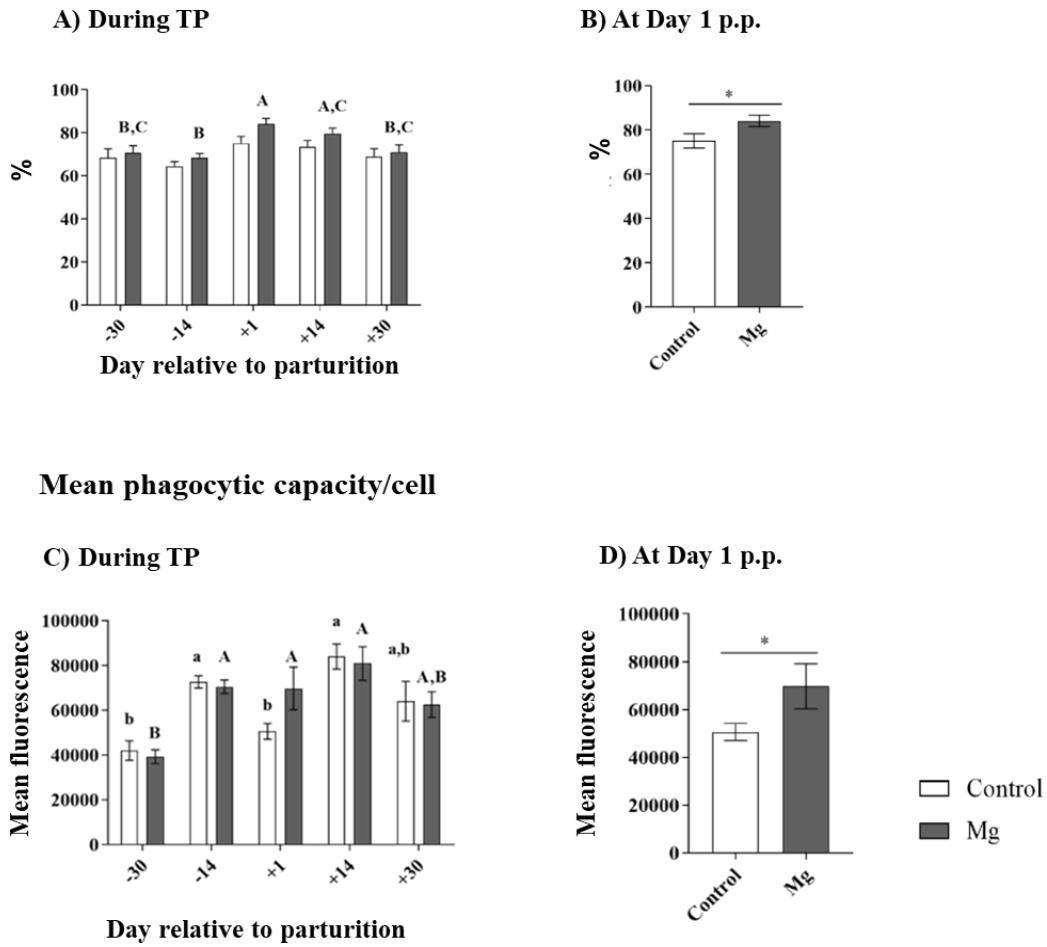 A) During TP
B) At Day 1 p.p.
100
80
60
40
20
0
%
B,C
B
A
A,C
B,C
-30
-14
+1
+14
+30
Day relative to parturition
100
80
60
40
20
0
%
*
Control
Mg
Mean phagocytic capacity/cell
C) During TP
D) At Day 1 p.p.
Mean fluorescence
100000
80000
60000
40000
20000
0
b
B
a
A
b
A
a
A
a,b
A,B
-30
-14
+1
+14
+30
Day relative to parturition
Mean fluorescence
100000
80000
60000
40000
20000
0
*
Control
Mg
Control
Mg